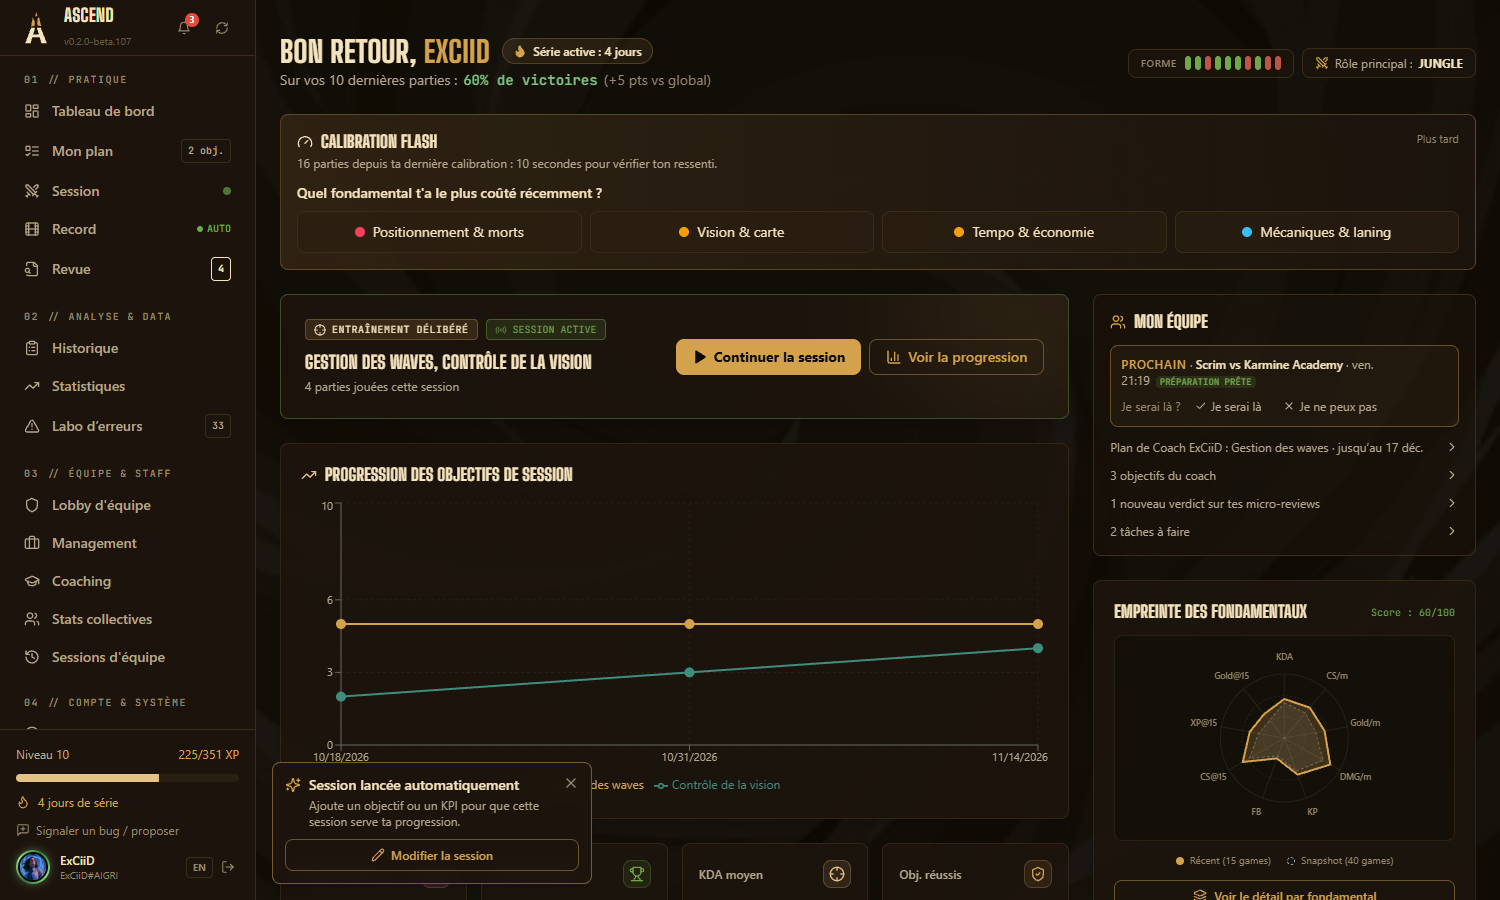 ASCEND
v0.2.0-beta.107
3
01 // PRATIQUE
Tableau de bord
Mon plan
2 obj.
Session
Record
AUTO
Revue
4
02 // ANALYSE & DATA
Historique
Statistiques
Labo d'erreurs
33
03 // ÉQUIPE & STAFF
Lobby d'équipe
Management
Coaching
Stats collectives
Sessions d'équipe
04 // COMPTE & SYSTÈME
Niveau 10
225/351 XP
4 jours de série
Signaler un bug / proposer
ExCiiD
ExCiiD#AIGRI
EN
BON RETOUR, EXCIID
Série active : 4 jours
Sur vos 10 dernières parties : 60% de victoires (+5 pts vs global)
FORME
Rôle principal : JUNGLE
CALIBRATION FLASH
Plus tard
16 parties depuis ta dernière calibration : 10 secondes pour vérifier ton ressenti.
Quel fondamental t'a le plus coûté récemment ?
Positionnement & morts
Vision & carte
Tempo & économie
Mécaniques & laning
ENTRAÎNEMENT DÉLIBÉRÉ
SESSION ACTIVE
GESTION DES WAVES, CONTRÔLE DE LA VISION
4 parties jouées cette session
Continuer la session
Voir la progression
PROGRESSION DES OBJECTIFS DE SESSION
10
6
3
0
10/18/2026
10/31/2026
11/14/2026
des waves
Contrôle de la vision
Session lancée automatiquement
Ajoute un objectif ou un KPI pour que cette
session serve ta progression.
Modifier la session
KDA moyen
Obj. réussis
MON ÉQUIPE
PROCHAIN · Scrim vs Karmine Academy · ven.
21:19 PRÉPARATION PRÊTE
Je serai là ?
Je serai là
Je ne peux pas
Plan de Coach ExCiiD : Gestion des waves · jusqu'au 17 déc.
3 objectifs du coach
1 nouveau verdict sur tes micro-reviews
2 tâches à faire
EMPREINTE DES FONDAMENTAUX
Score : 60/100
KDA
CS/m
Gold/m
DMG/m
KP
FB
CS@15
XP@15
Gold@15
Récent (15 games)
Snapshot (40 games)
Voir le détail par fondamental